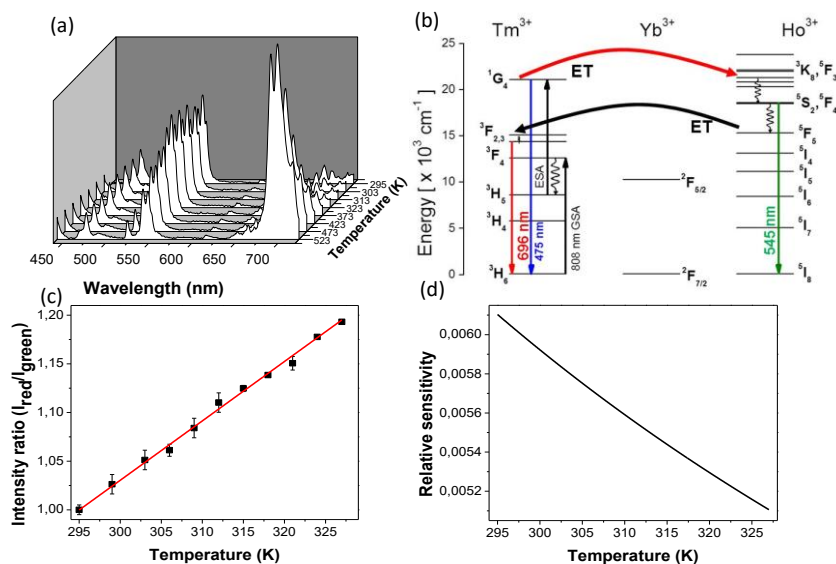 (a)
295
303
313
323
373
423
473
523
Temperature (K)
450 500 550 600 650 700
Wavelength (nm)
(b)
Tm³⁺ Yb³⁺ Ho³⁺
Energy [ x 10³ cm⁻¹ ]
25
20
15
10
5
0
¹G₄
³F₂,₃
³F₄
³H₅
³H₄
³H₆
ET
ET
ESA
696 nm
475 nm
808 nm GSA
²F₅/₂
²F₇/₂
545 nm
³K₈,⁵F₃
⁵S₂,⁵F₄
⁵F₅
⁵I₄
⁵I₅
⁵I₆
⁵I₇
⁵I₈
(c)
Intensity ratio (I_red/I_green)
1,20
1,15
1,10
1,05
1,00
295 300 305 310 315 320 325
Temperature (K)
(d)
Relative sensitivity
0,0060
0,0058
0,0056
0,0054
0,0051
295 300 305 310 315 320 325
Temperature (K)